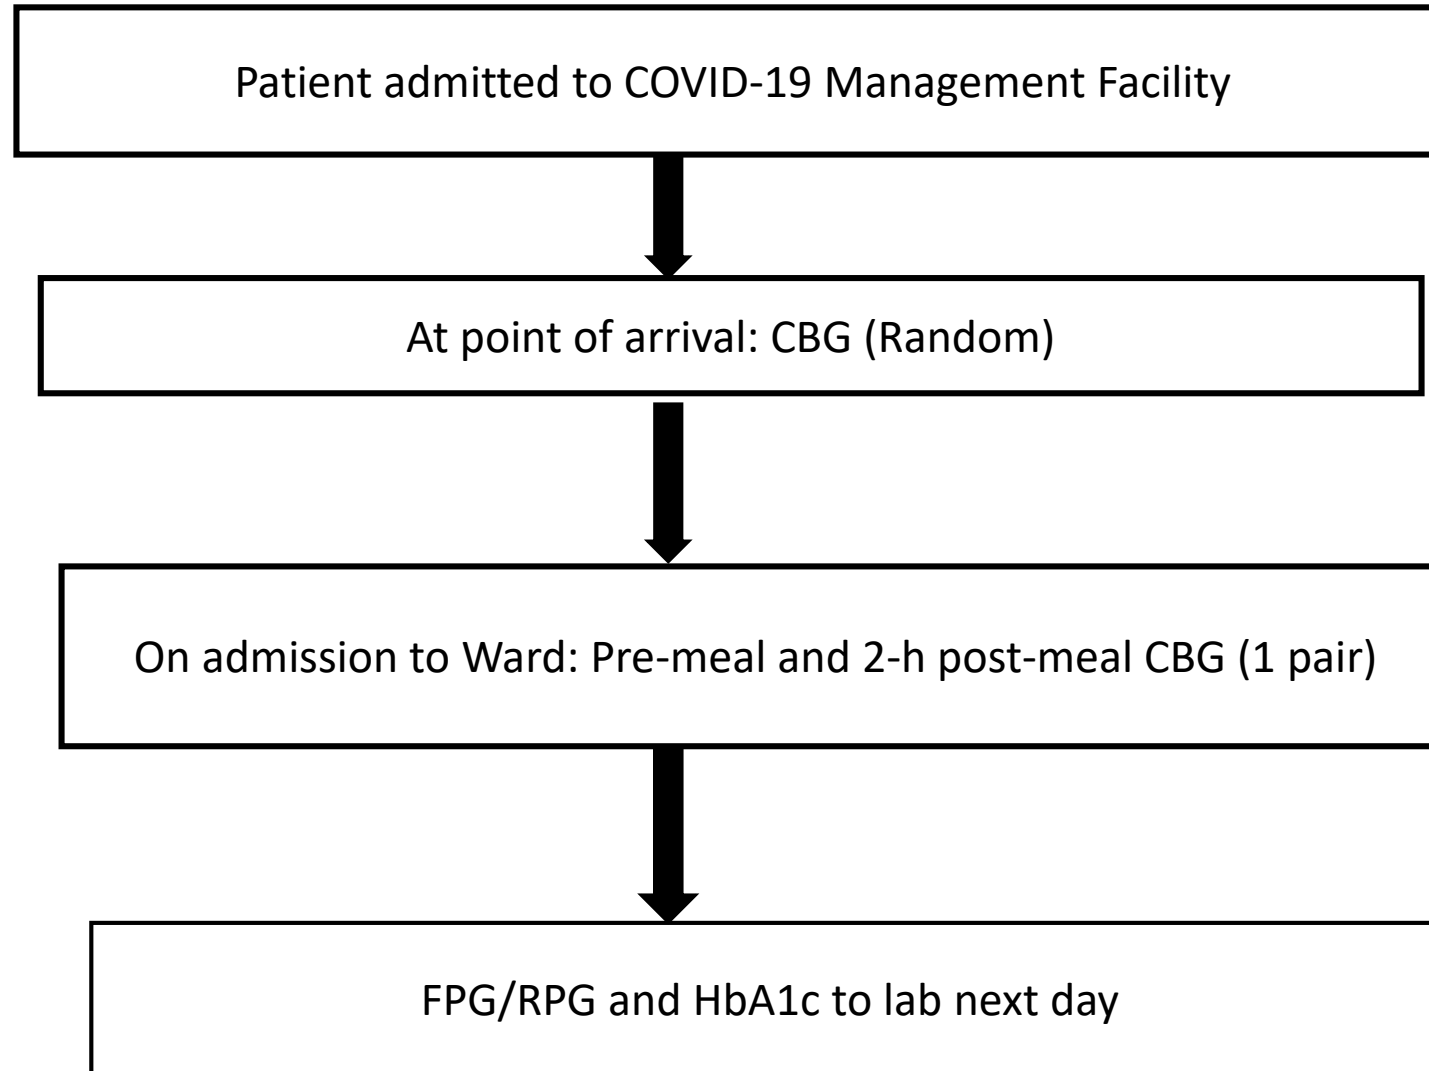 Patient admitted to COVID-19 Management Facility
At point of arrival: CBG (Random)
On admission to Ward: Pre-meal and 2-h post-meal CBG (1 pair)
FPG/RPG and HbA1c to lab next day